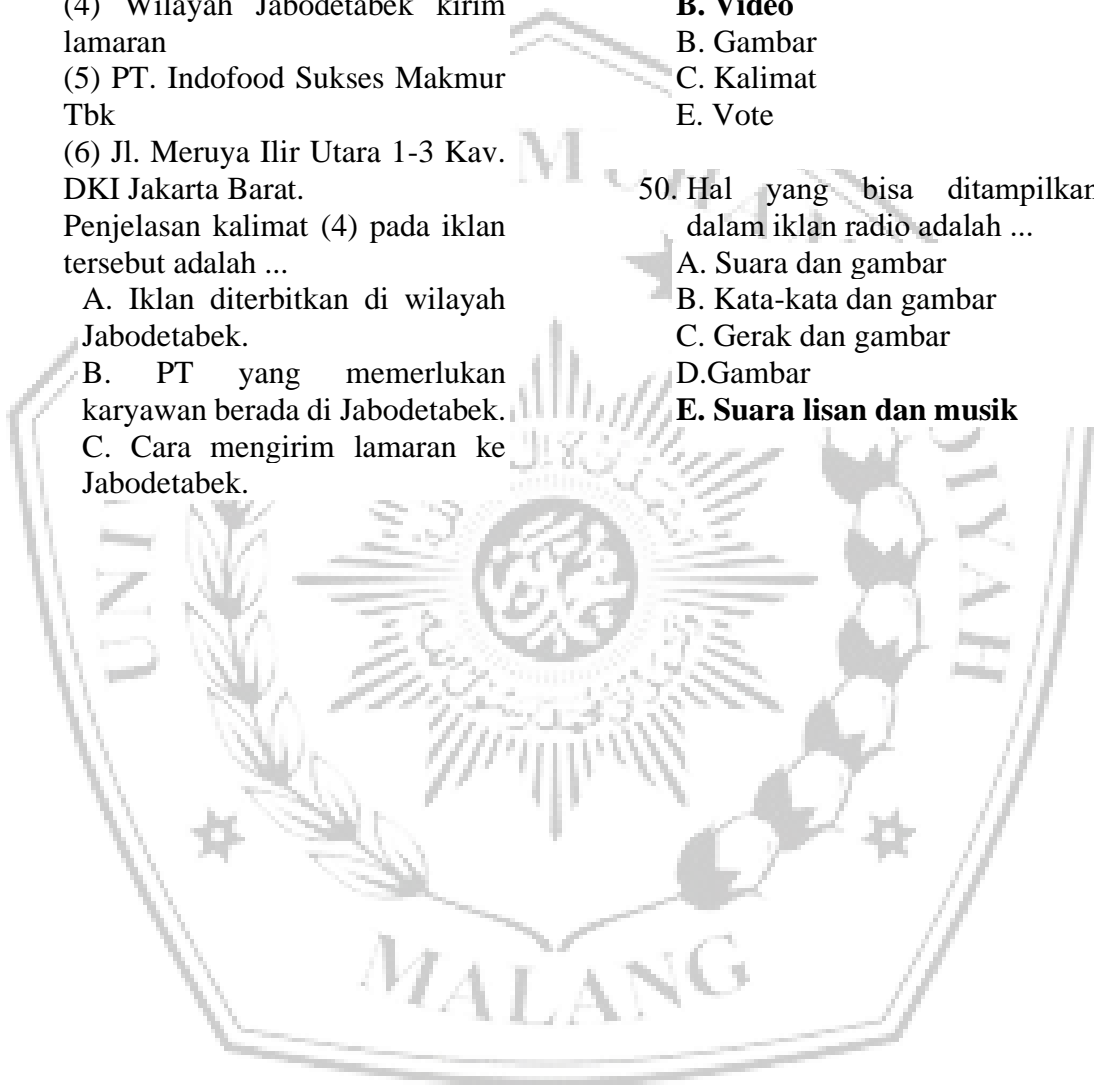 (4) Wilayah Jabodetabek kirim
lamaran
(5) PT. Indofood Sukses Makmur
Tbk
(6) Jl. Meruya Ilir Utara 1-3 Kav.
DKI Jakarta Barat.
Penjelasan kalimat (4) pada iklan
tersebut adalah ...
A. Iklan diterbitkan di wilayah
Jabodetabek.
B. PT yang memerlukan
karyawan berada di Jabodetabek.
C. Cara mengirim lamaran ke
Jabodetabek.
B. Video
B. Gambar
C. Kalimat
E. Vote
50. Hal yang bisa ditampilkan
dalam iklan radio adalah ...
A. Suara dan gambar
B. Kata-kata dan gambar
C. Gerak dan gambar
D.Gambar
E. Suara lisan dan musik
MALANG